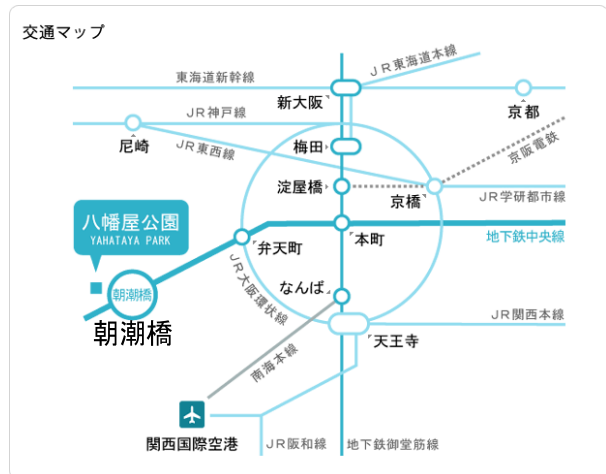 交通マップ
東海道新幹線
JR東海道本線
新大阪
京都
JR神戸線
尼崎
JR東西線
梅田
京阪電鉄
淀屋橋
京橋
JR学研都市線
八幡屋公園
YAHATAYA PARK
弁天町
本町
地下鉄中央線
朝潮橋
朝潮橋
JR大阪環状線
なんば
JR関西本線
天王寺
南海本線
関西国際空港
JR阪和線
地下鉄御堂筋線